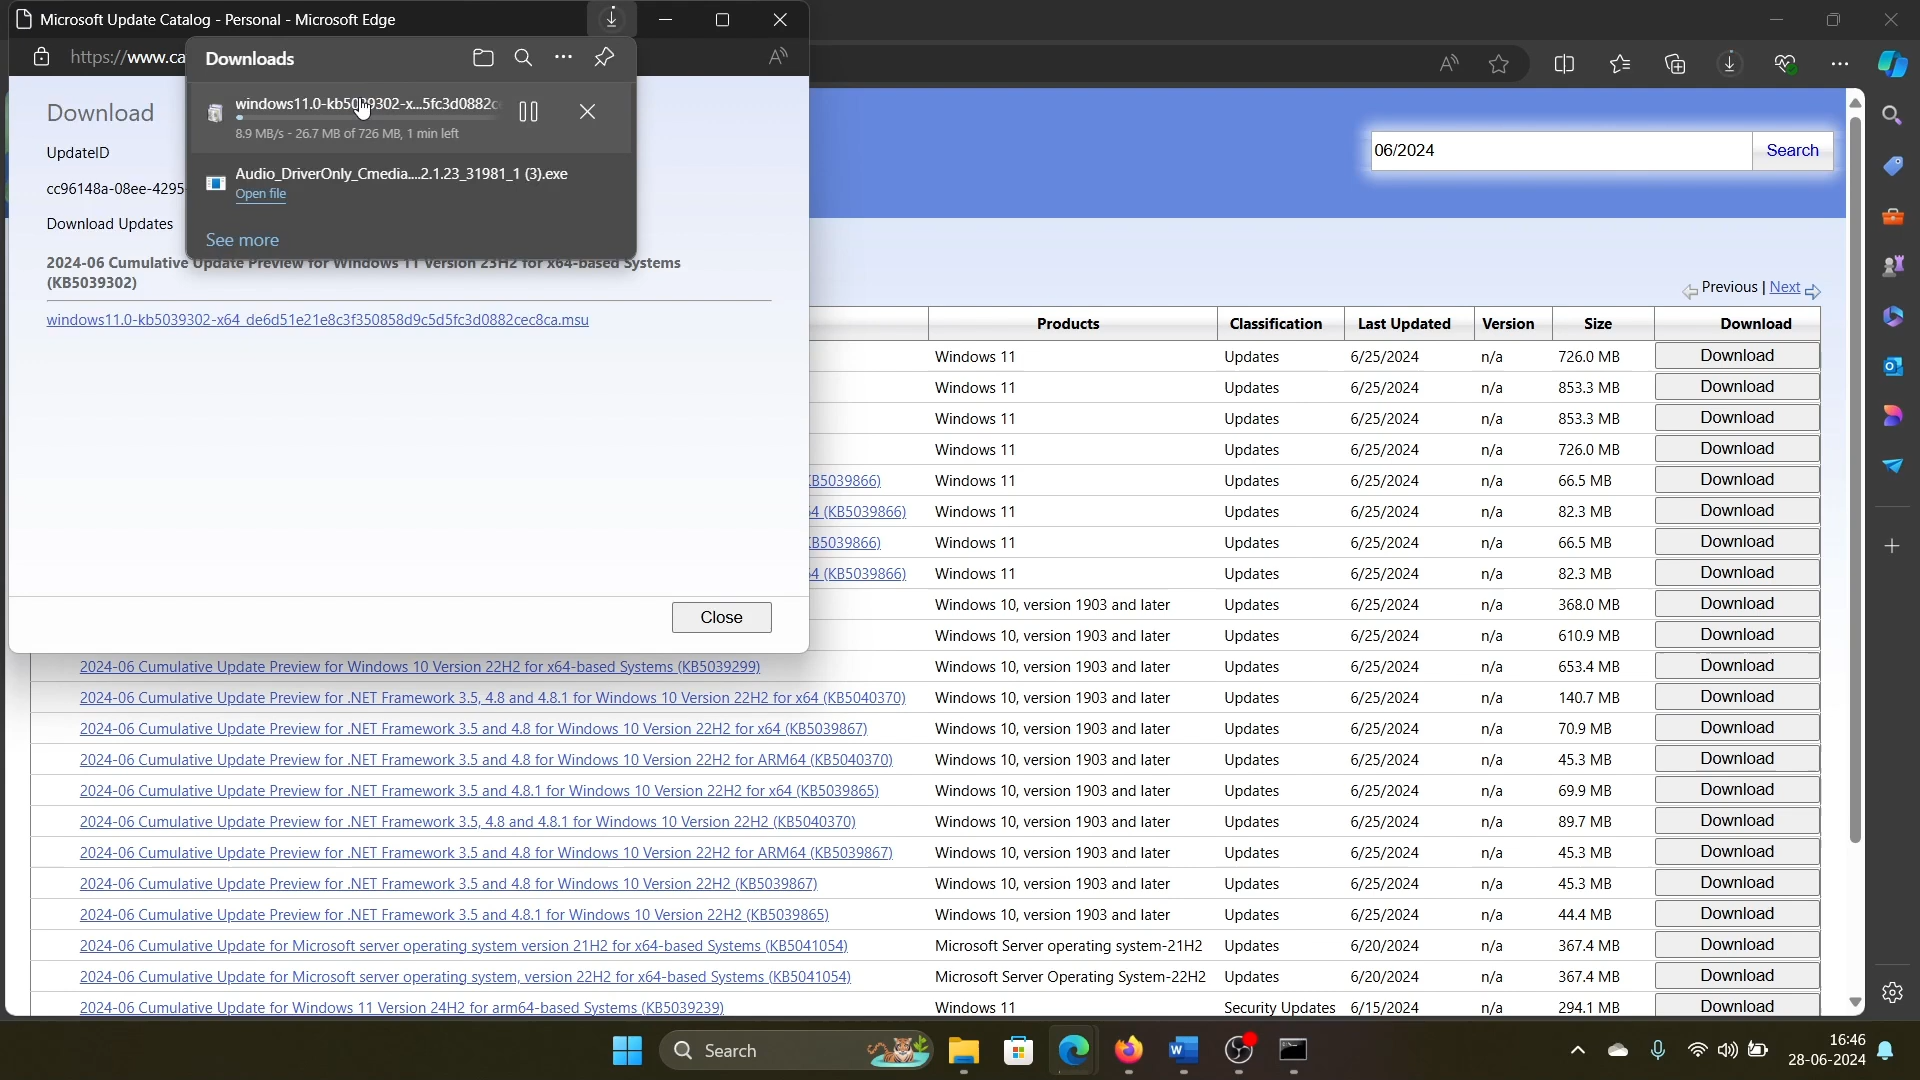 Microsoft Update Catalog - Personal - Microsoft Edge
https://www.ca
Downloads
windows11.0-kb5039302-x...5fc3d0882c
8.9 MB/s - 26.7 MB of 726 MB, 1 min left
Audio_DriverOnly_Cmedia....2.1.23_31981_1 (3).exe
Open file
See more
Download
UpdateID
cc96148a-08ee-4295-
Download Updates
2024-06 Cumulative Update Preview for Windows 11 Version 23H2 for x64-based Systems
(KB5039302)
windows11.0-kb5039302-x64_de6d51e21e8c3f350858d9c5d5fc3d0882cec8ca.msu
Close
06/2024
Search
Previous | Next
Products Classification Last Updated Version Size Download
Windows 11 Updates 6/25/2024 n/a 726.0 MB Download
Windows 11 Updates 6/25/2024 n/a 853.3 MB Download
Windows 11 Updates 6/25/2024 n/a 853.3 MB Download
Windows 11 Updates 6/25/2024 n/a 726.0 MB Download
KB5039866) Windows 11 Updates 6/25/2024 n/a 66.5 MB Download
4 (KB5039866) Windows 11 Updates 6/25/2024 n/a 82.3 MB Download
KB5039866) Windows 11 Updates 6/25/2024 n/a 66.5 MB Download
4 (KB5039866) Windows 11 Updates 6/25/2024 n/a 82.3 MB Download
Windows 10, version 1903 and later Updates 6/25/2024 n/a 368.0 MB Download
Windows 10, version 1903 and later Updates 6/25/2024 n/a 610.9 MB Download
2024-06 Cumulative Update Preview for Windows 10 Version 22H2 for x64-based Systems (KB5039299) Windows 10, version 1903 and later Updates 6/25/2024 n/a 653.4 MB Download
2024-06 Cumulative Update Preview for .NET Framework 3.5, 4.8 and 4.8.1 for Windows 10 Version 22H2 for x64 (KB5040370) Windows 10, version 1903 and later Updates 6/25/2024 n/a 140.7 MB Download
2024-06 Cumulative Update Preview for .NET Framework 3.5 and 4.8 for Windows 10 Version 22H2 for x64 (KB5039867) Windows 10, version 1903 and later Updates 6/25/2024 n/a 70.9 MB Download
2024-06 Cumulative Update Preview for .NET Framework 3.5 and 4.8 for Windows 10 Version 22H2 for ARM64 (KB5040370) Windows 10, version 1903 and later Updates 6/25/2024 n/a 45.3 MB Download
2024-06 Cumulative Update Preview for .NET Framework 3.5 and 4.8.1 for Windows 10 Version 22H2 for x64 (KB5039865) Windows 10, version 1903 and later Updates 6/25/2024 n/a 69.9 MB Download
2024-06 Cumulative Update Preview for .NET Framework 3.5, 4.8 and 4.8.1 for Windows 10 Version 22H2 (KB5040370) Windows 10, version 1903 and later Updates 6/25/2024 n/a 89.7 MB Download
2024-06 Cumulative Update Preview for .NET Framework 3.5 and 4.8 for Windows 10 Version 22H2 for ARM64 (KB5039867) Windows 10, version 1903 and later Updates 6/25/2024 n/a 45.3 MB Download
2024-06 Cumulative Update Preview for .NET Framework 3.5 and 4.8 for Windows 10 Version 22H2 (KB5039867) Windows 10, version 1903 and later Updates 6/25/2024 n/a 45.3 MB Download
2024-06 Cumulative Update Preview for .NET Framework 3.5 and 4.8.1 for Windows 10 Version 22H2 (KB5039865) Windows 10, version 1903 and later Updates 6/25/2024 n/a 44.4 MB Download
2024-06 Cumulative Update for Microsoft server operating system version 21H2 for x64-based Systems (KB5041054) Microsoft Server operating system-21H2 Updates 6/20/2024 n/a 367.4 MB Download
2024-06 Cumulative Update for Microsoft server operating system, version 22H2 for x64-based Systems (KB5041054) Microsoft Server Operating System-22H2 Updates 6/20/2024 n/a 367.4 MB Download
2024-06 Cumulative Update for Windows 11 Version 24H2 for arm64-based Systems (KB5039239) Windows 11 Security Updates 6/15/2024 n/a 294.1 MB Download
Search
16:46
28-06-2024